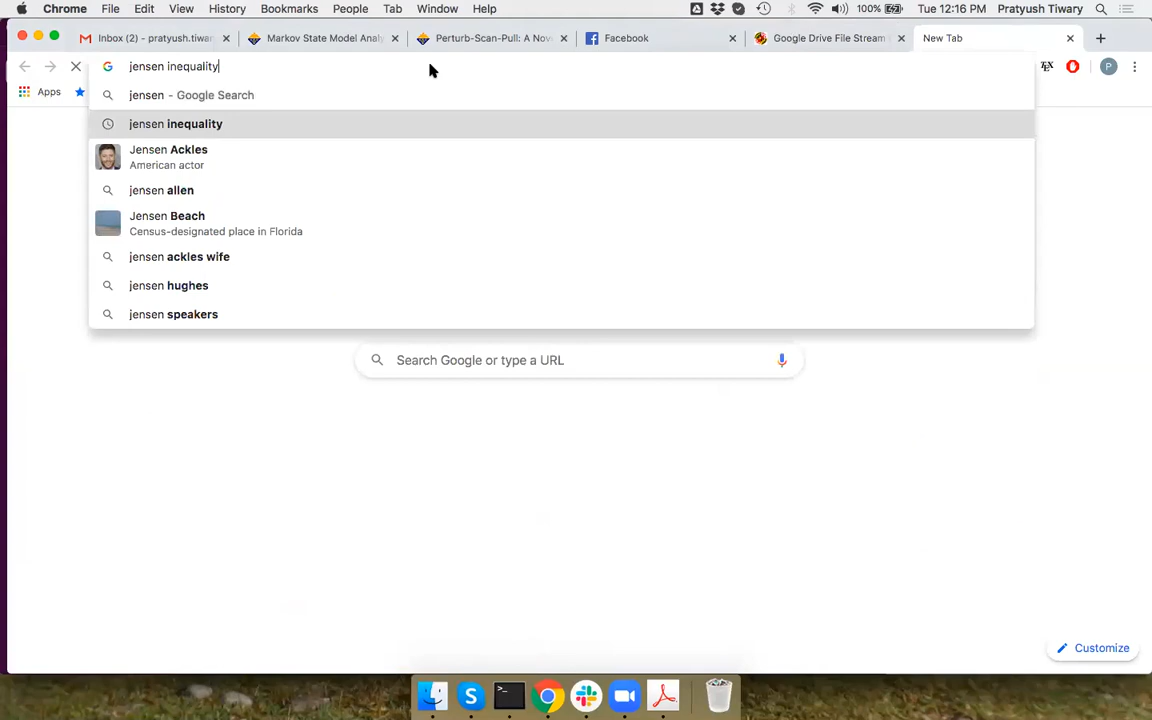 Chrome File Edit View History Bookmarks People Tab Window Help 100% Tue 12:16 PM Pratyush Tiwary
Inbox (2) - pratyush.tiwar Markov State Model Analy Perturb-Scan-Pull: A Nov Facebook Google Drive File Stream New Tab
jensen inequality
Apps
jensen - Google Search
jensen inequality
Jensen Ackles
American actor
jensen allen
Jensen Beach
Census-designated place in Florida
jensen ackles wife
jensen hughes
jensen speakers
Search Google or type a URL
Customize